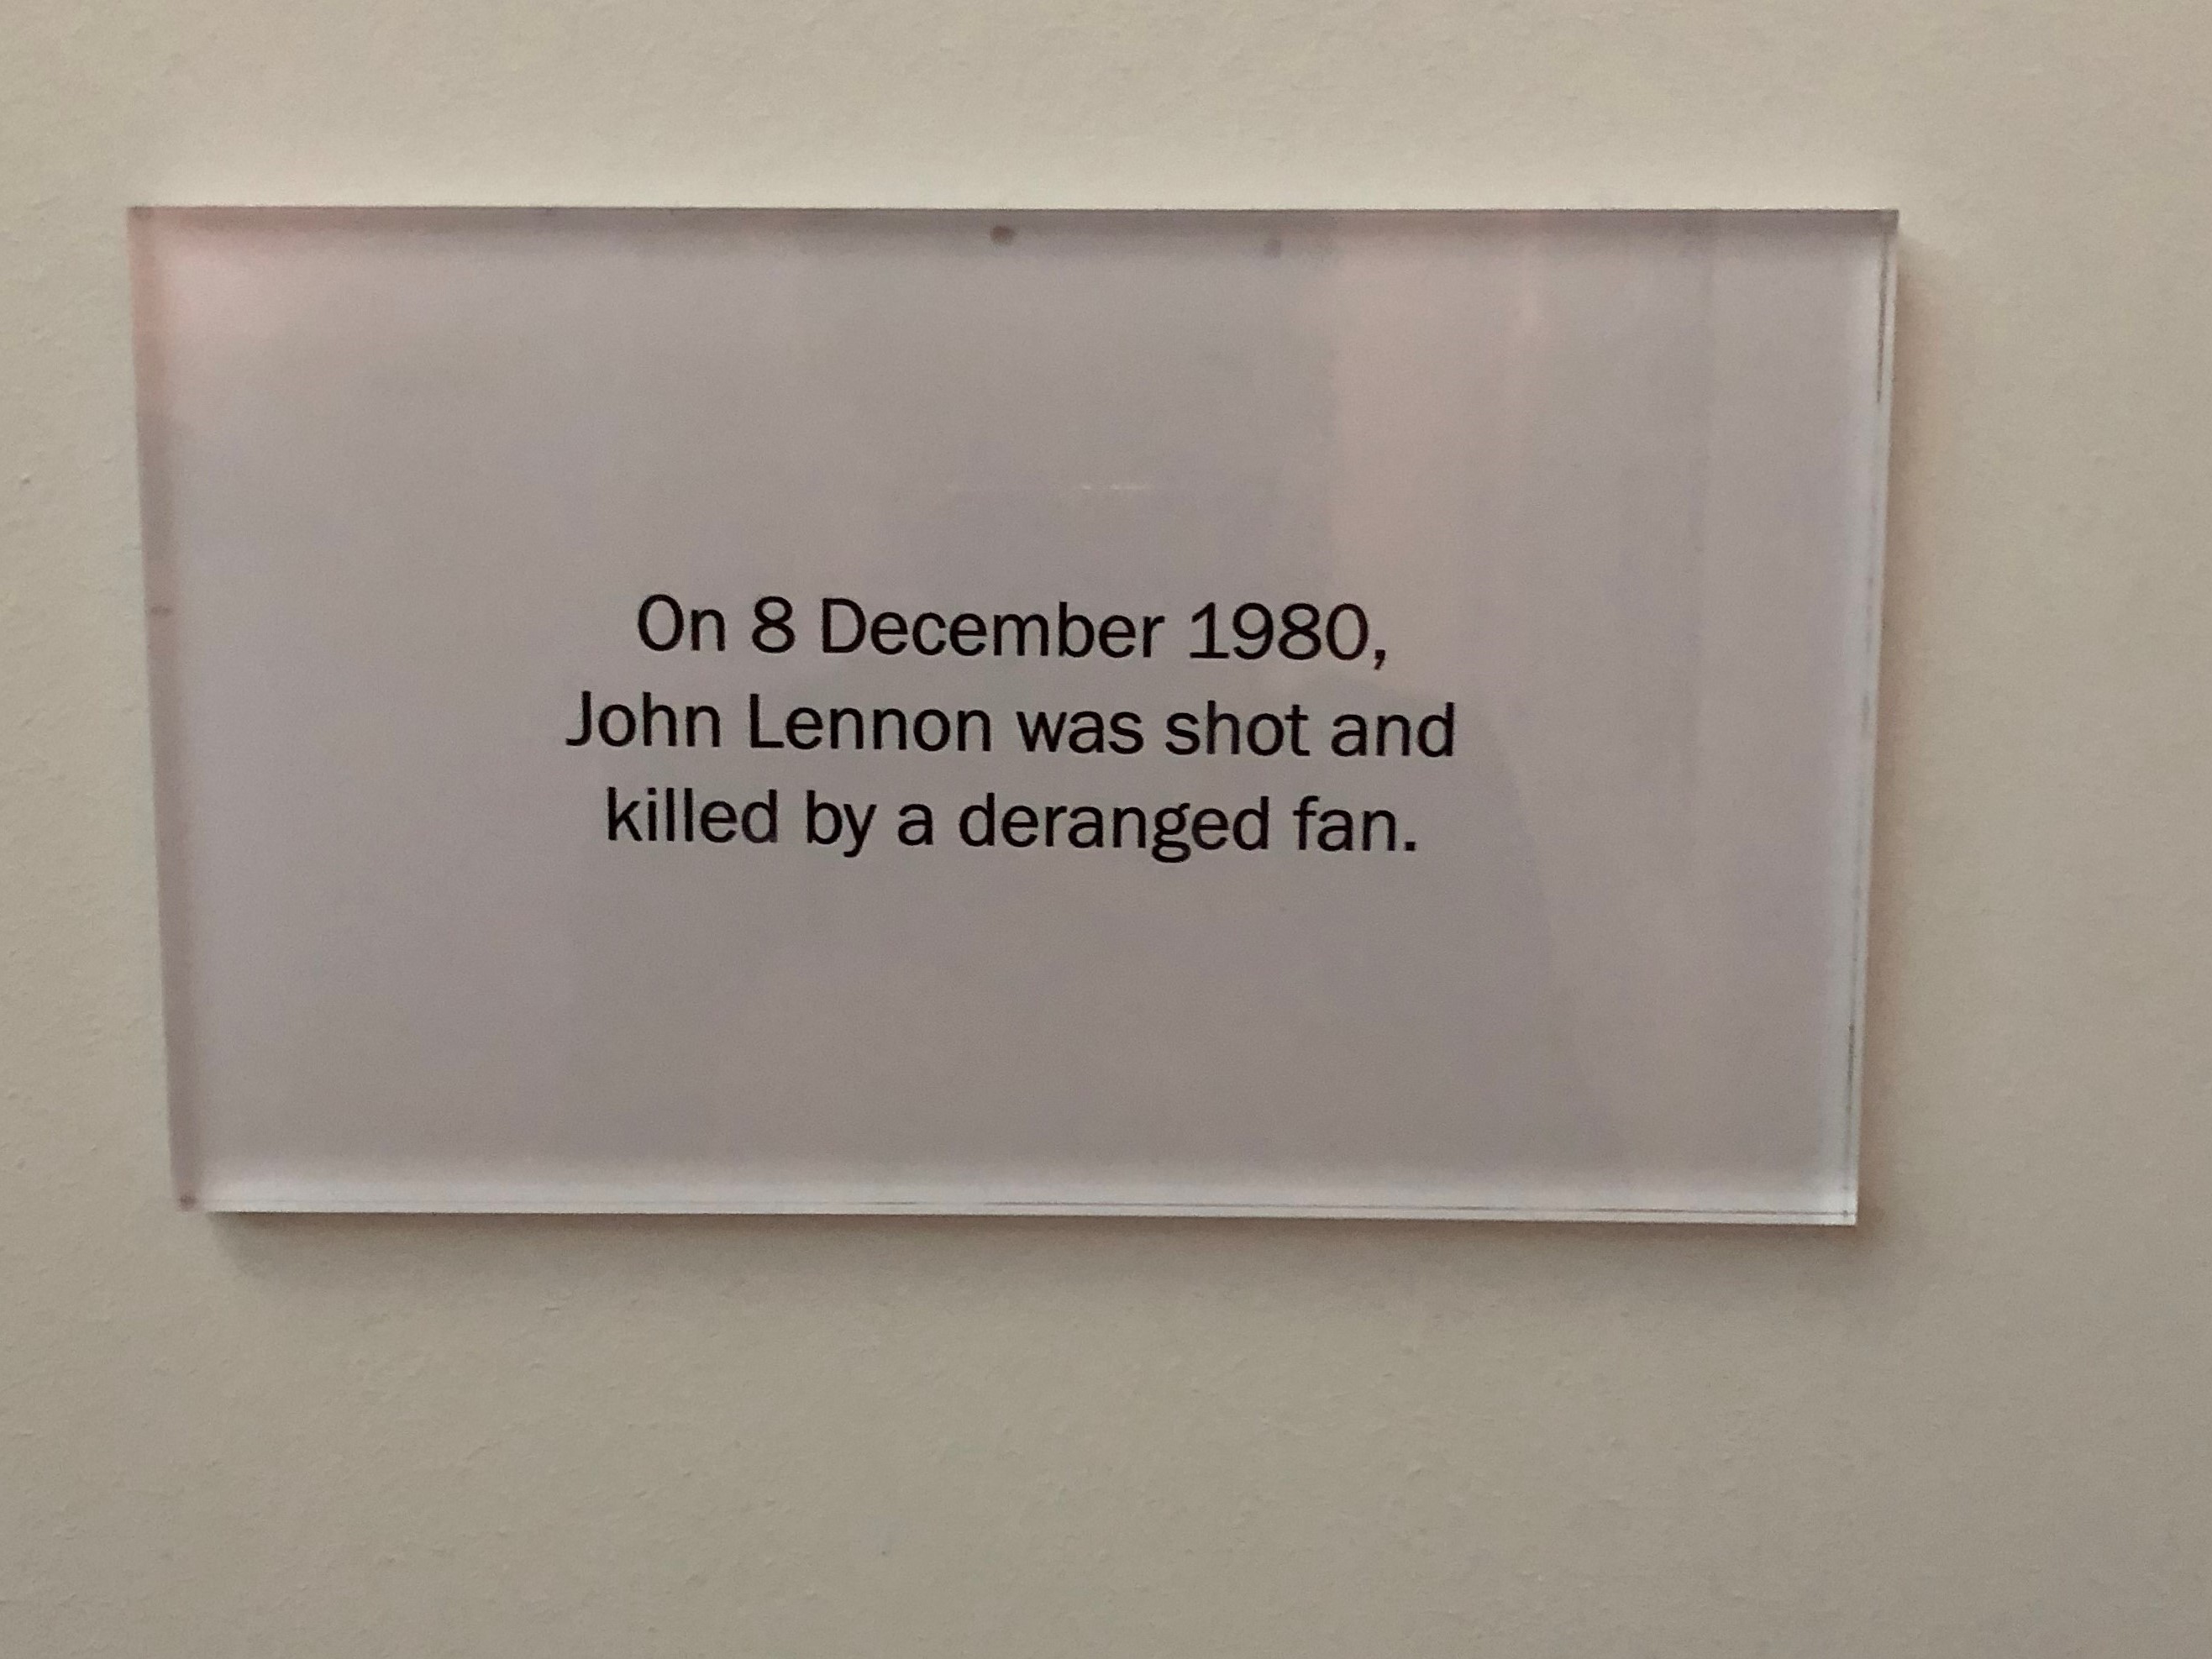 On 8 December 1980,
John Lennon was shot and
killed by a deranged fan.